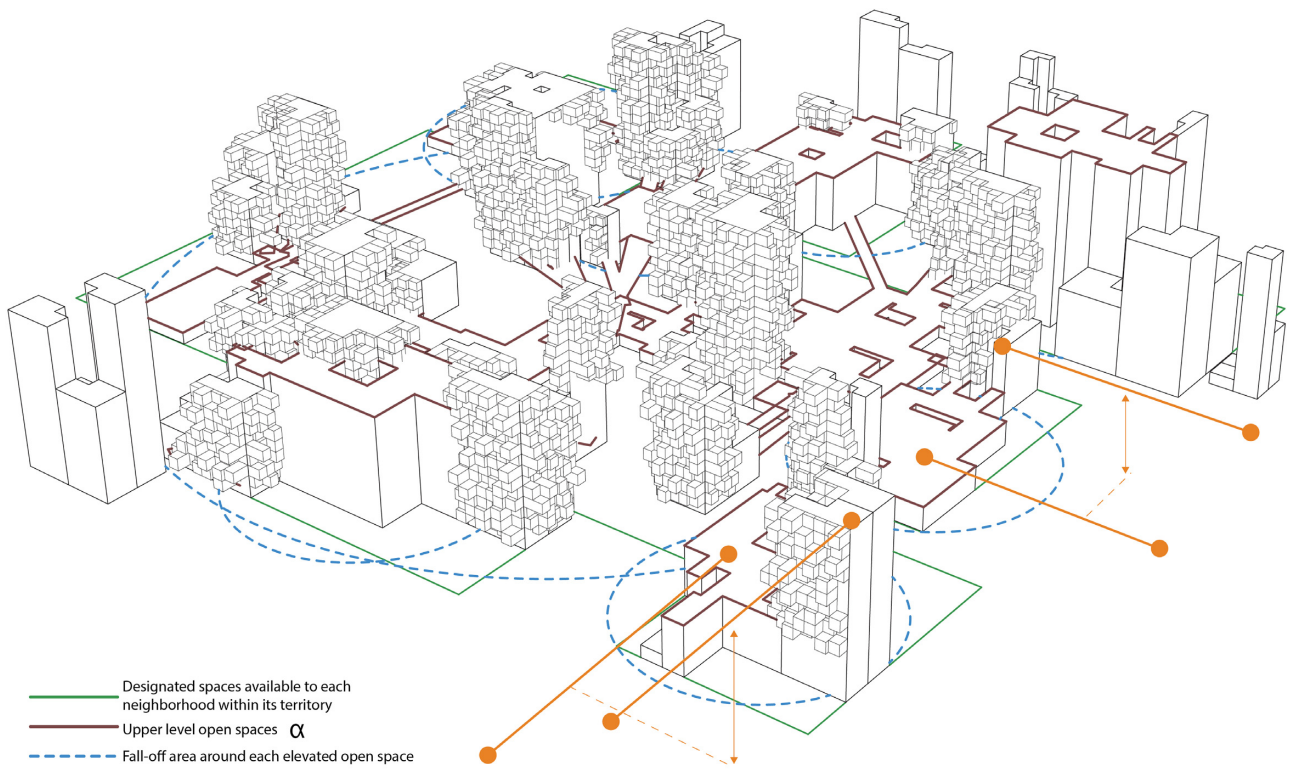 Designated spaces available to each
neighborhood within its territory
Upper level open spaces α
Fall-off area around each elevated open space